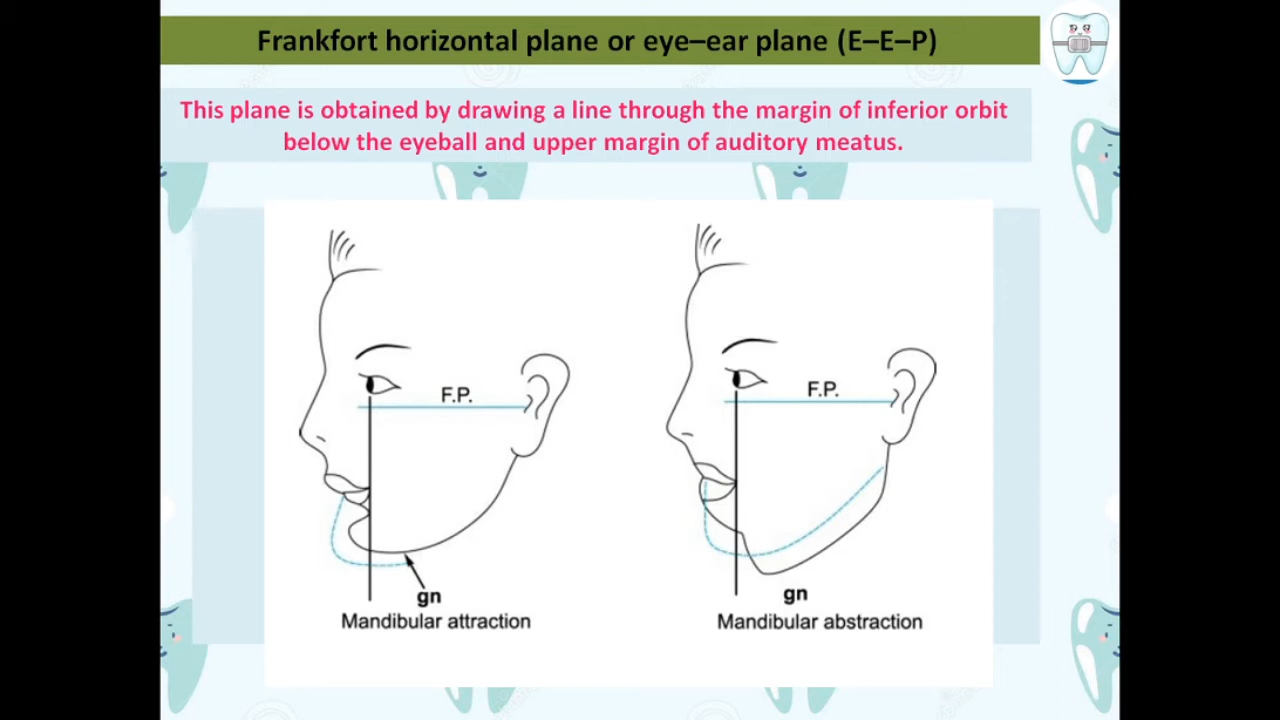 Frankfort horizontal plane or eye–ear plane (E–E–P)
This plane is obtained by drawing a line through the margin of inferior orbit
below the eyeball and upper margin of auditory meatus.
F.P.
gn
Mandibular attraction
F.P.
gn
Mandibular abstraction